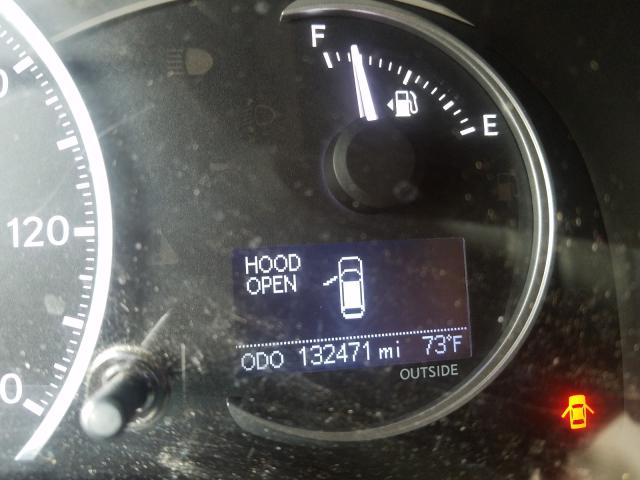 F
E
120
HOOD
OPEN
ODO 132471 mi 73°F
OUTSIDE